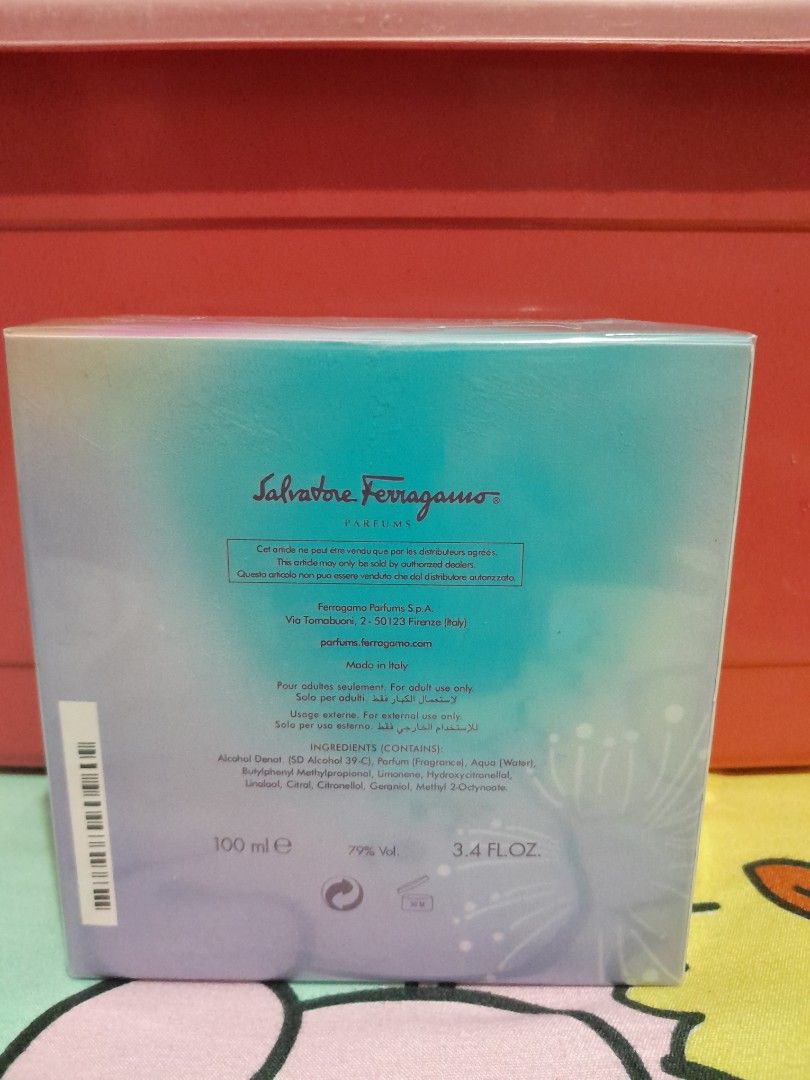 Salvatore Ferragamo®
PARFUMS
Cet article ne peut être vendu que par les distributeurs agréés.
This article may only be sold by authorized dealers.
Questo articolo non puo essere venduto che dal distributore autorizzato.
Ferragamo Parfums S.p.A.
Via Tornabuoni, 2 - 50123 Firenze (Italy)
parfums.ferragamo.com
Made in Italy
Pour adultes seulement. For adult use only.
Solo per adulti. لاستعمال الكبار فقط
Usage externe. For external use only.
Solo per uso esterno. للاستخدام الخارجي فقط
INGREDIENTS (CONTAINS):
Alcohol Denat. (SD Alcohol 39-C), Parfum (Fragrance), Aqua (Water),
Butylphenyl Methylpropional, Limonene, Hydroxycitronellal,
Linalool, Citral, Citronellol, Geraniol, Methyl 2-Octynoate.
100 ml e 79% Vol. 3.4 FL.OZ.